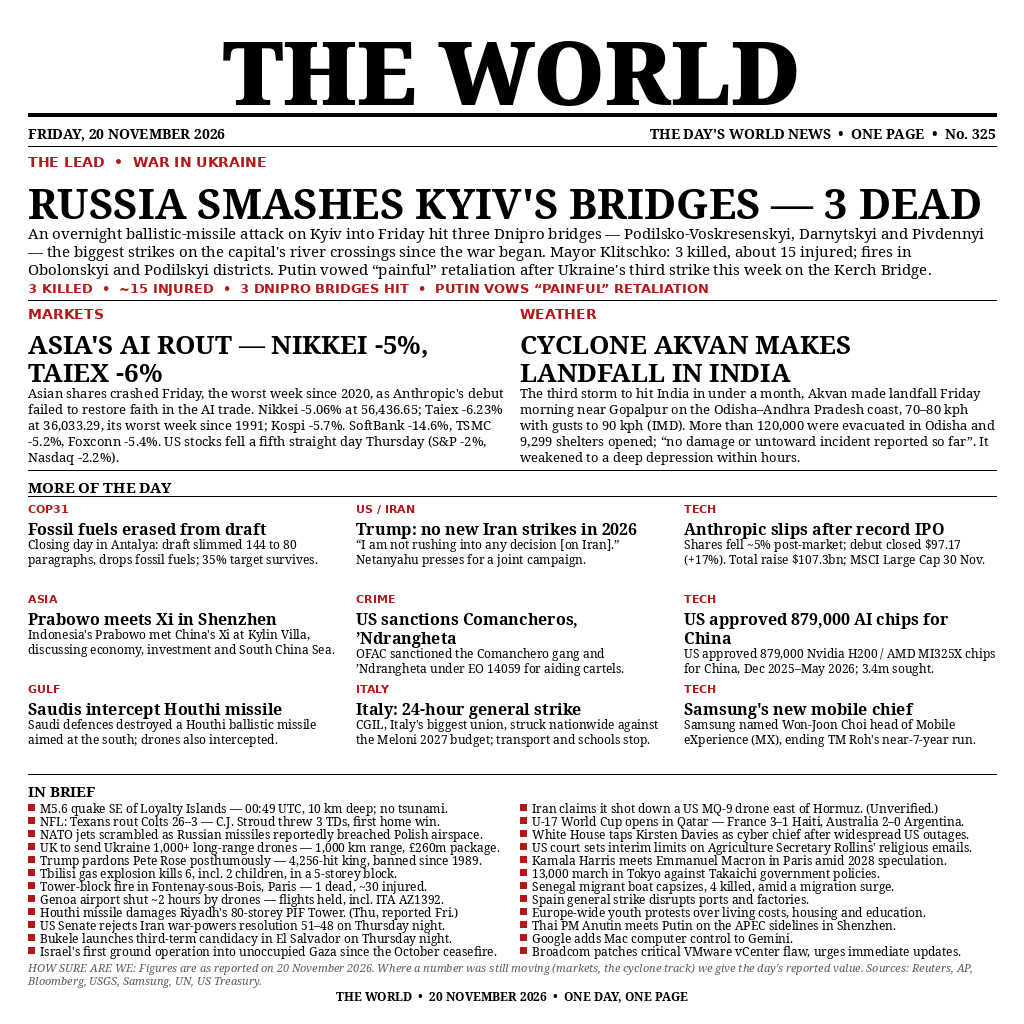 THE WORLD
FRIDAY, 20 NOVEMBER 2026
THE DAY'S WORLD NEWS • ONE PAGE • No. 325
THE LEAD • WAR IN UKRAINE
RUSSIA SMASHES KYIV'S BRIDGES — 3 DEAD
An overnight ballistic-missile attack on Kyiv into Friday hit three Dnipro bridges — Podilsko-Voskresenskyi, Darnytskyi and Pivdennyi
— the biggest strikes on the capital's river crossings since the war began. Mayor Klitschko: 3 killed, about 15 injured; fires in
Obolonskyi and Podilskyi districts. Putin vowed “painful” retaliation after Ukraine's third strike this week on the Kerch Bridge.
3 KILLED • ~15 INJURED • 3 DNIPRO BRIDGES HIT • PUTIN VOWS “PAINFUL” RETALIATION
MARKETS
ASIA'S AI ROUT — NIKKEI -5%,
TAIEX -6%
Asian shares crashed Friday, the worst week since 2020, as Anthropic's debut
failed to restore faith in the AI trade. Nikkei -5.06% at 56,436.65; Taiex -6.23%
at 36,033.29, its worst week since 1991; Kospi -5.7%. SoftBank -14.6%, TSMC
-5.2%, Foxconn -5.4%. US stocks fell a fifth straight day Thursday (S&P -2%,
Nasdaq -2.2%).
WEATHER
CYCLONE AKVAN MAKES
LANDFALL IN INDIA
The third storm to hit India in under a month, Akvan made landfall Friday
morning near Gopalpur on the Odisha–Andhra Pradesh coast, 70–80 kph
with gusts to 90 kph (IMD). More than 120,000 were evacuated in Odisha and
9,299 shelters opened; “no damage or untoward incident reported so far”. It
weakened to a deep depression within hours.
MORE OF THE DAY
COP31
Fossil fuels erased from draft
Closing day in Antalya: draft slimmed 144 to 80
paragraphs, drops fossil fuels; 35% target survives.
US / IRAN
Trump: no new Iran strikes in 2026
“I am not rushing into any decision [on Iran].”
Netanyahu presses for a joint campaign.
TECH
Anthropic slips after record IPO
Shares fell ~5% post-market; debut closed $97.17
(+17%). Total raise $107.3bn; MSCI Large Cap 30 Nov.
ASIA
Prabowo meets Xi in Shenzhen
Indonesia's Prabowo met China's Xi at Kylin Villa,
discussing economy, investment and South China Sea.
CRIME
US sanctions Comancheros,
’Ndrangheta
OFAC sanctioned the Comanchero gang and
’Ndrangheta under EO 14059 for aiding cartels.
TECH
US approved 879,000 AI chips for
China
US approved 879,000 Nvidia H200 / AMD MI325X chips
for China, Dec 2025–May 2026; 3.4m sought.
GULF
Saudis intercept Houthi missile
Saudi defences destroyed a Houthi ballistic missile
aimed at the south; drones also intercepted.
ITALY
Italy: 24-hour general strike
CGIL, Italy's biggest union, struck nationwide against
the Meloni 2027 budget; transport and schools stop.
TECH
Samsung's new mobile chief
Samsung named Won-Joon Choi head of Mobile
eXperience (MX), ending TM Roh's near-7-year run.
IN BRIEF
M5.6 quake SE of Loyalty Islands — 00:49 UTC, 10 km deep; no tsunami.
NFL: Texans rout Colts 26–3 — C.J. Stroud threw 3 TDs, first home win.
NATO jets scrambled as Russian missiles reportedly breached Polish airspace.
UK to send Ukraine 1,000+ long-range drones — 1,000 km range, £260m package.
Trump pardons Pete Rose posthumously — 4,256-hit king, banned since 1989.
Tbilisi gas explosion kills 6, incl. 2 children, in a 5-storey block.
Tower-block fire in Fontenay-sous-Bois, Paris — 1 dead, ~30 injured.
Genoa airport shut ~2 hours by drones — flights held, incl. ITA AZ1392.
Houthi missile damages Riyadh's 80-storey PIF Tower. (Thu, reported Fri.)
US Senate rejects Iran war-powers resolution 51–48 on Thursday night.
Bukele launches third-term candidacy in El Salvador on Thursday night.
Israel's first ground operation into unoccupied Gaza since the October ceasefire.
Iran claims it shot down a US MQ-9 drone east of Hormuz. (Unverified.)
U-17 World Cup opens in Qatar — France 3–1 Haiti, Australia 2–0 Argentina.
White House taps Kirsten Davies as cyber chief after widespread US outages.
US court sets interim limits on Agriculture Secretary Rollins' religious emails.
Kamala Harris meets Emmanuel Macron in Paris amid 2028 speculation.
13,000 march in Tokyo against Takaichi government policies.
Senegal migrant boat capsizes, 4 killed, amid a migration surge.
Spain general strike disrupts ports and factories.
Europe-wide youth protests over living costs, housing and education.
Thai PM Anutin meets Putin on the APEC sidelines in Shenzhen.
Google adds Mac computer control to Gemini.
Broadcom patches critical VMware vCenter flaw, urges immediate updates.
HOW SURE ARE WE: Figures are as reported on 20 November 2026. Where a number was still moving (markets, the cyclone track) we give the day's reported value. Sources: Reuters, AP,
Bloomberg, USGS, Samsung, UN, US Treasury.
THE WORLD • 20 NOVEMBER 2026 • ONE DAY, ONE PAGE